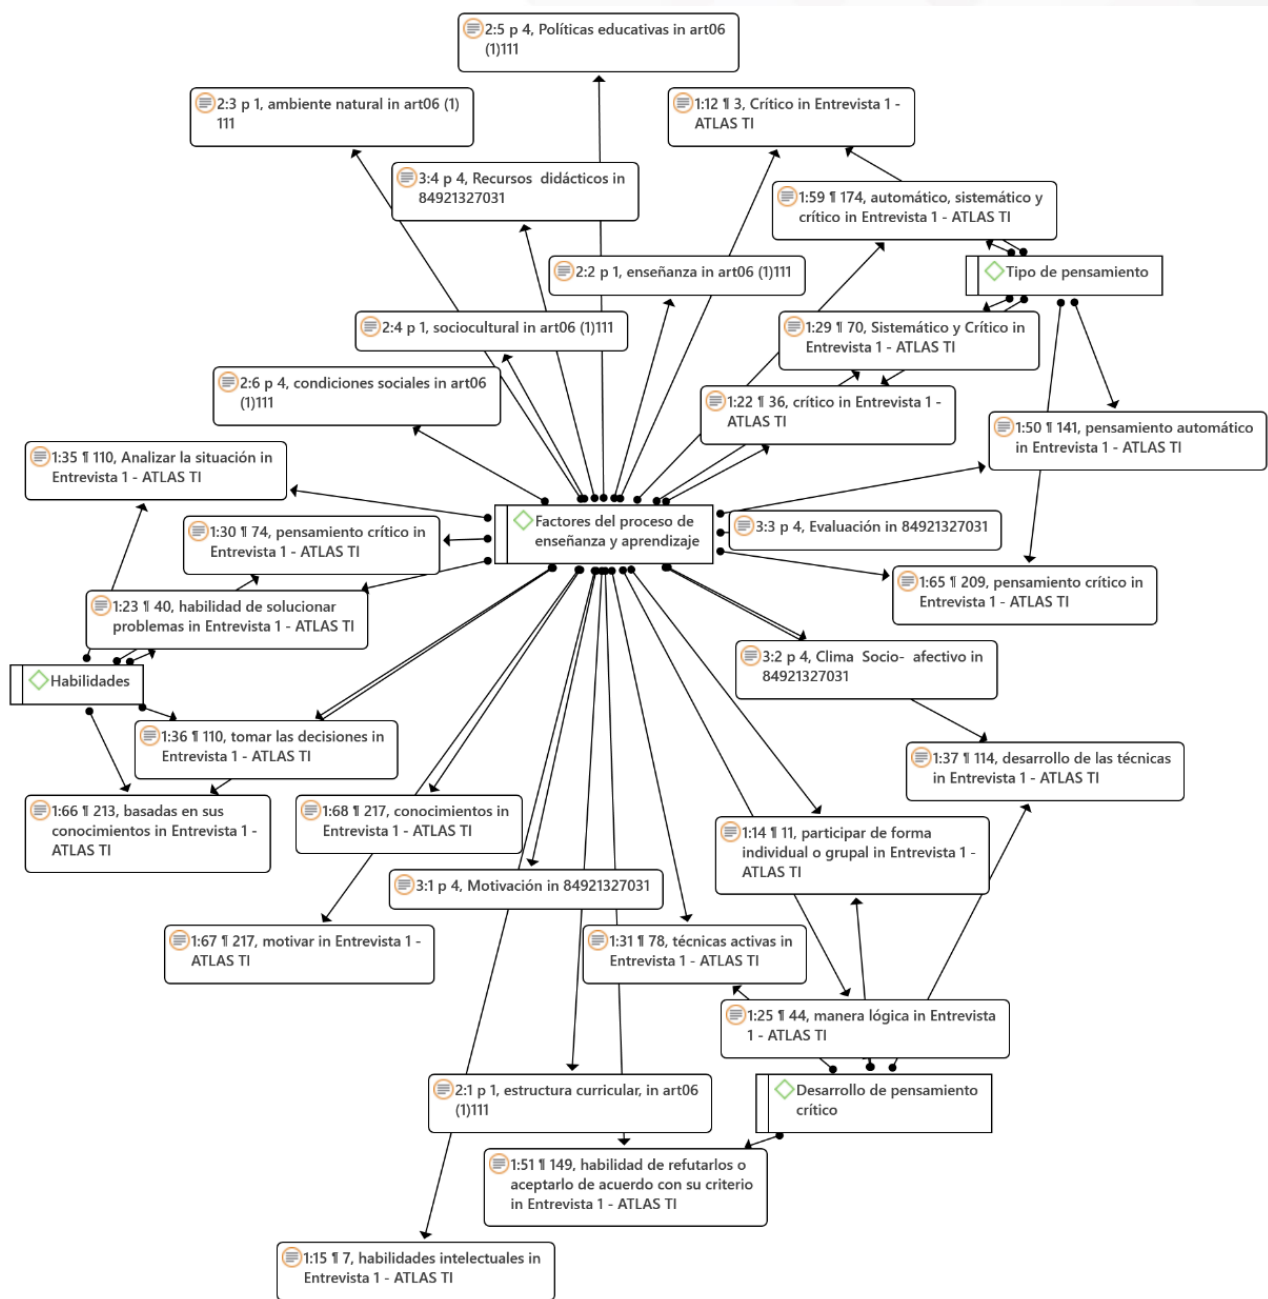 2:5 p 4, Políticas educativas in art06
(1)111
2:3 p 1, ambiente natural in art06 (1)
111
1:12 ¶ 3, Crítico in Entrevista 1 -
ATLAS TI
3:4 p 4, Recursos  didácticos in
84921327031
1:59 ¶ 174, automático, sistemático y
crítico in Entrevista 1 - ATLAS TI
2:2 p 1, enseñanza in art06 (1)111
Tipo de pensamiento
2:4 p 1, sociocultural in art06 (1)111
1:29 ¶ 70, Sistemático y Crítico in
Entrevista 1 - ATLAS TI
2:6 p 4, condiciones sociales in art06
(1)111
1:22 ¶ 36, crítico in Entrevista 1 -
ATLAS TI
1:50 ¶ 141, pensamiento automático
in Entrevista 1 - ATLAS TI
1:35 ¶ 110, Analizar la situación in
Entrevista 1 - ATLAS TI
Factores del proceso de
enseñanza y aprendizaje
3:3 p 4, Evaluación in 84921327031
1:30 ¶ 74, pensamiento crítico in
Entrevista 1 - ATLAS TI
1:65 ¶ 209, pensamiento crítico in
Entrevista 1 - ATLAS TI
1:23 ¶ 40, habilidad de solucionar
problemas in Entrevista 1 - ATLAS TI
3:2 p 4, Clima  Socio-  afectivo in
84921327031
Habilidades
1:36 ¶ 110, tomar las decisiones in
Entrevista 1 - ATLAS TI
1:37 ¶ 114, desarrollo de las técnicas
in Entrevista 1 - ATLAS TI
1:66 ¶ 213, basadas en sus
conocimientos in Entrevista 1 -
ATLAS TI
1:68 ¶ 217, conocimientos in
Entrevista 1 - ATLAS TI
1:14 ¶ 11, participar de forma
individual o grupal in Entrevista 1 -
ATLAS TI
3:1 p 4, Motivación in 84921327031
1:67 ¶ 217, motivar in Entrevista 1 -
ATLAS TI
1:31 ¶ 78, técnicas activas in
Entrevista 1 - ATLAS TI
1:25 ¶ 44, manera lógica in Entrevista
1 - ATLAS TI
2:1 p 1, estructura curricular, in art06
(1)111
Desarrollo de pensamiento
crítico
1:51 ¶ 149, habilidad de refutarlos o
aceptarlo de acuerdo con su criterio
in Entrevista 1 - ATLAS TI
1:15 ¶ 7, habilidades intelectuales in
Entrevista 1 - ATLAS TI